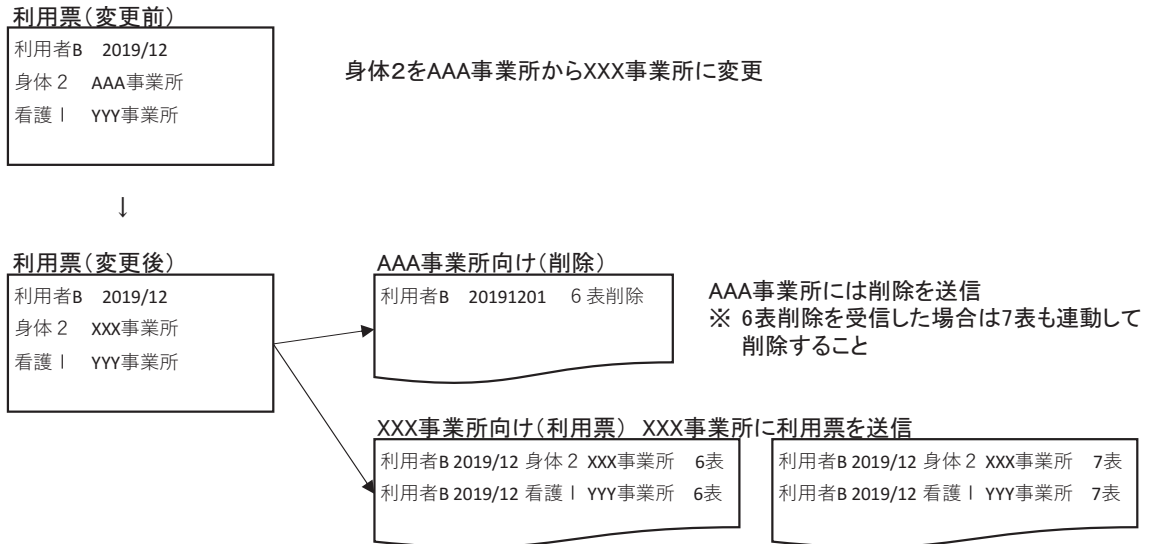 利用票（変更前）
利用者B 2019/12
身体２ AAA事業所
看護Ⅰ YYY事業所
身体２をAAA事業所からXXX事業所に変更
↓
利用票（変更後）
利用者B 2019/12
身体２ XXX事業所
看護Ⅰ YYY事業所
AAA事業所向け（削除）
利用者B 20191201 ６表削除
AAA事業所には削除を送信
※ 6表削除を受信した場合は7表も連動して
削除すること
XXX事業所向け（利用票） XXX事業所に利用票を送信
利用者B 2019/12 身体２ XXX事業所 6表
利用者B 2019/12 看護Ⅰ YYY事業所 6表
利用者B 2019/12 身体２ XXX事業所 7表
利用者B 2019/12 看護Ⅰ YYY事業所 7表